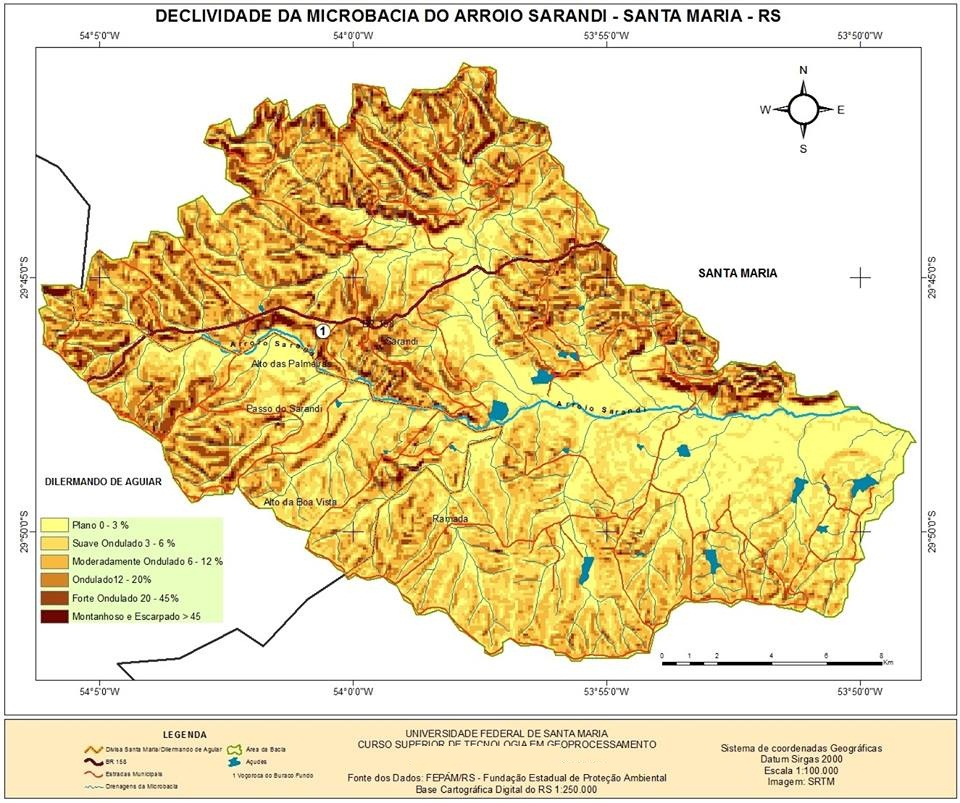 DECLIVIDADE DA MICROBACIA DO ARROIO SARANDI - SANTA MARIA - RS
54°5'0"W
54°0'0"W
53°55'0"W
53°50'0"W
N
W E
S
29°45'0"S
29°45'0"S
SANTA MARIA
1
BR 158
Sarandi
Arroio Sarandi
Alto das Palmeiras
Passo do Sarandi
Arroio Sarandi
DILERMANDO DE AGUIAR
Alto da Boa Vista
Ramada
29°50'0"S
29°50'0"S
Plano 0 - 3 %
Suave Ondulado 3 - 6 %
Moderadamente Ondulado 6 - 12 %
Ondulado12 - 20%
Forte Ondulado 20 - 45%
Montanhoso e Escarpado > 45
0 1 2 4 6 8
Km
54°5'0"W
54°0'0"W
53°55'0"W
53°50'0"W
LEGENDA
Divisa Santa Maria/Dilermando de Aguiar
BR 158
Estradas Municipais
Drenagens da Microbacia
Área da Bacia
Açudes
1 Voçoroca do Buraco Fundo
UNIVERSIDADE FEDERAL DE SANTA MARIA
CURSO SUPERIOR DE TECNOLOGIA EM GEOPROCESSAMENTO
Fonte dos Dados: FEPÁM/RS - Fundação Estadual de Proteção Ambiental
Base Cartográfica Digital do RS 1:250.000
Sistema de coordenadas Geográficas
Datum Sirgas 2000
Escala 1:100.000
Imagem: SRTM